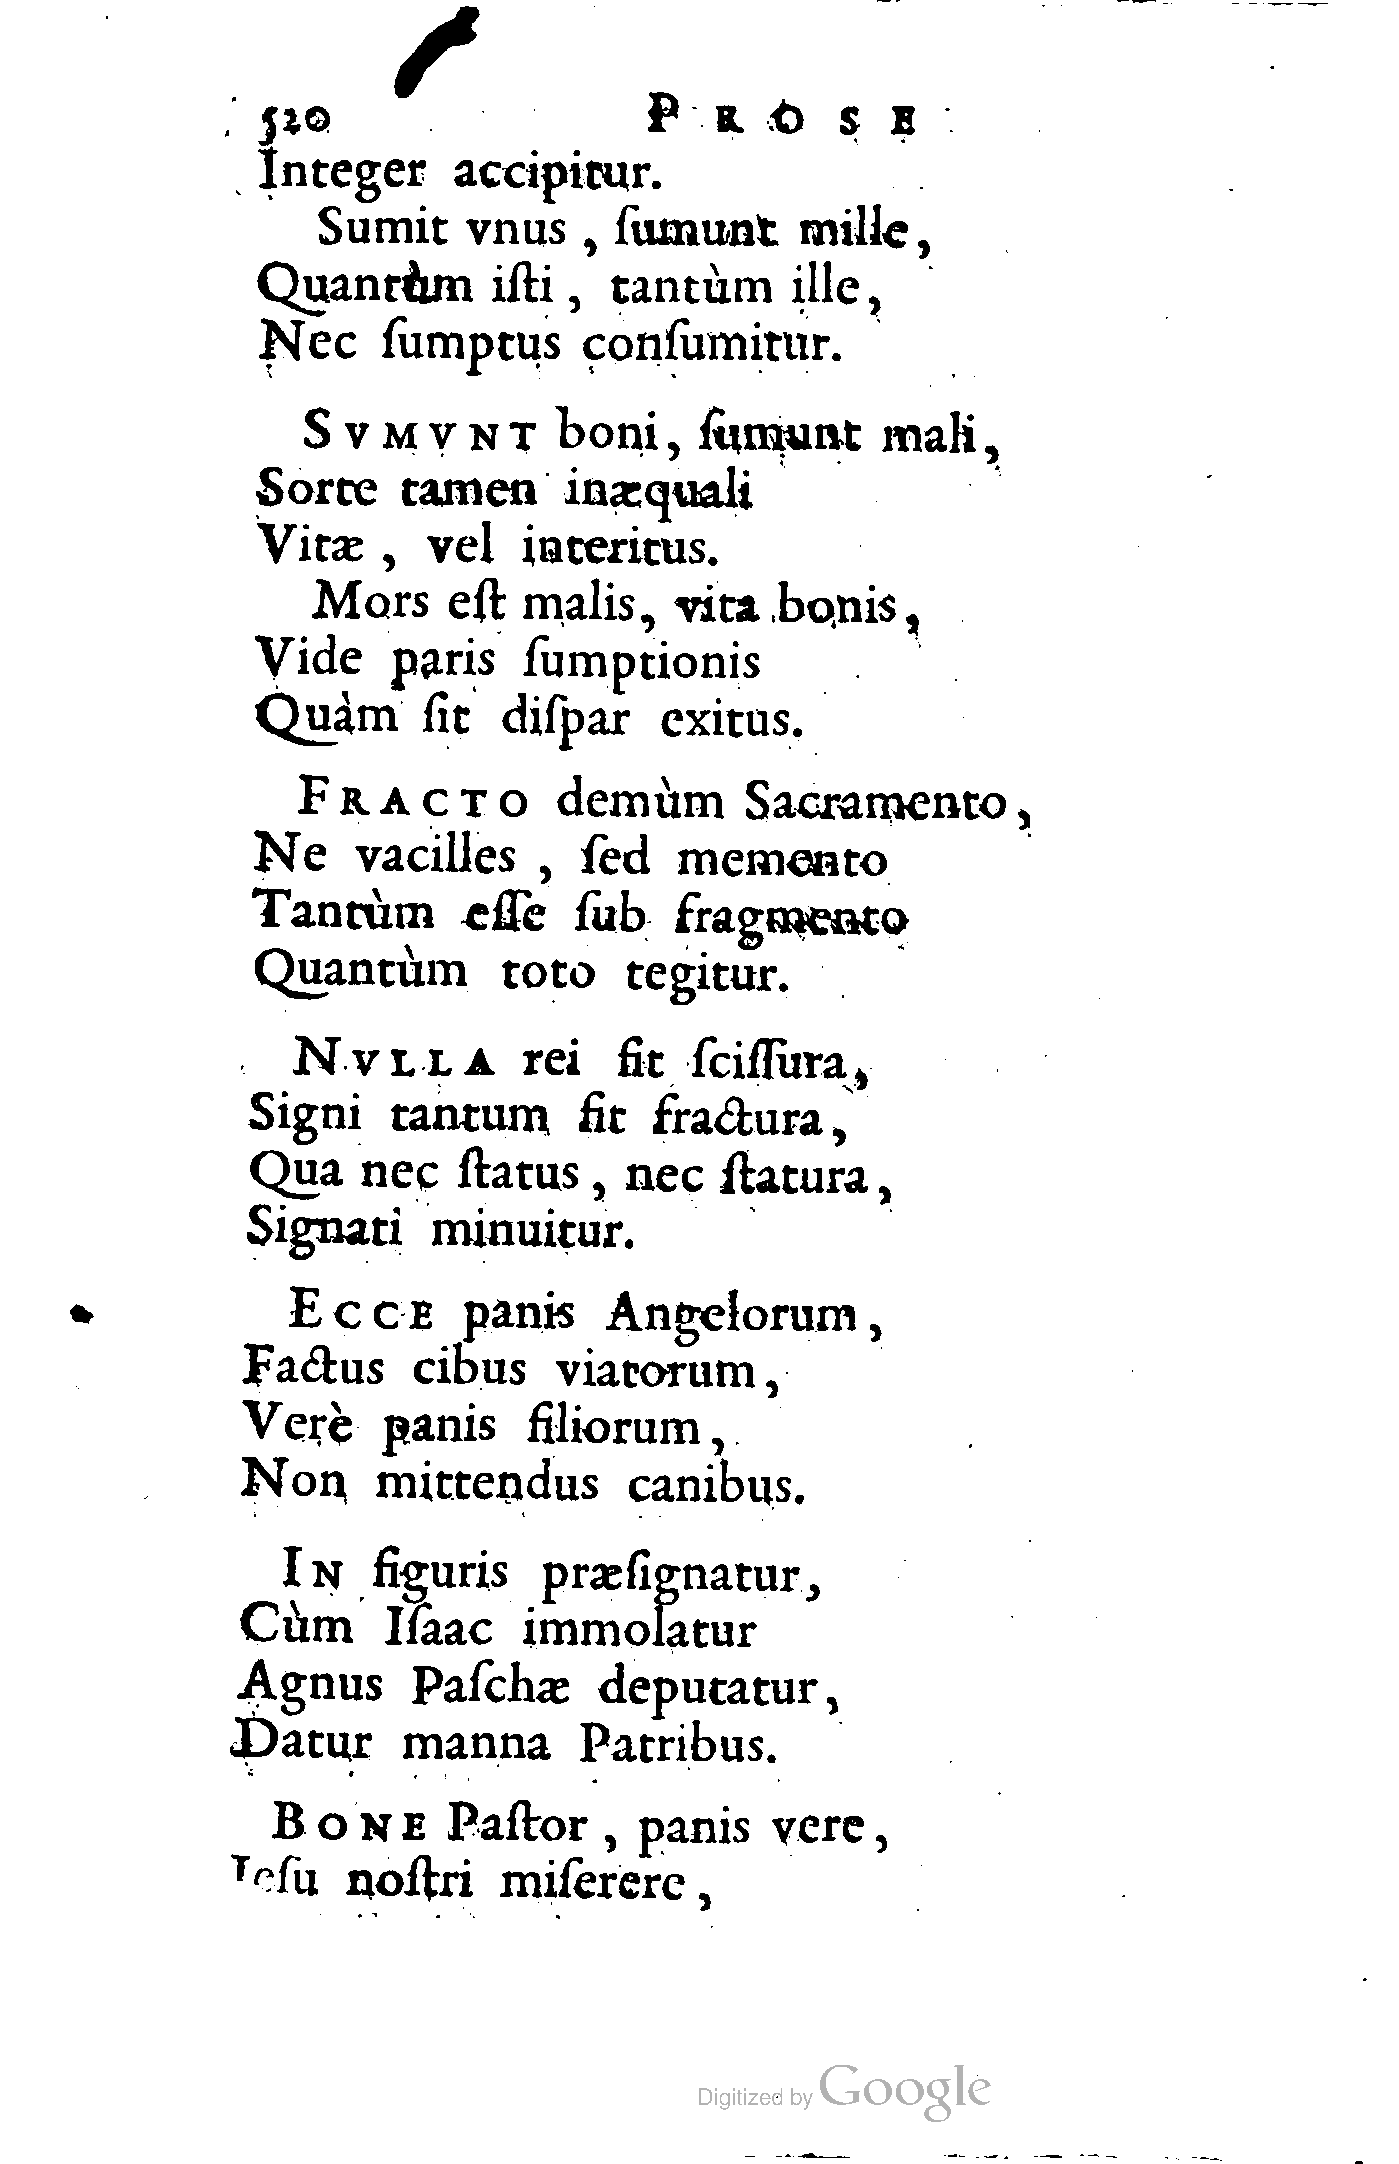 520 PROSE
Integer accipitur.
Sumit vnus , ſumunt mille,
Quantùm iſti , tantùm ille,
Nec ſumptus conſumitur.
SVMVNT boni, ſumunt mali,
Sorte tamen inæquali
Vitæ , vel interitus.
Mors eſt malis, vita bonis,
Vide paris ſumptionis
Quàm ſit diſpar exitus.
FRACTO demùm Sacramento,
Ne vacilles , ſed memento
Tantùm eſſe ſub fragmento
Quantùm toto tegitur.
NVLLA rei fit ſciſſura,
Signi tantum fit fractura,
Qua nec ſtatus, nec ſtatura,
Signati minuitur.
ECCE panis Angelorum,
Factus cibus viatorum,
Verè panis filiorum,
Non mittendus canibus.
IN figuris præſignatur,
Cùm Iſaac immolatur
Agnus Paſchæ deputatur,
Datur manna Patribus.
BONE Paſtor , panis vere,
Ieſu noſtri miſerere,
Digitized by Google